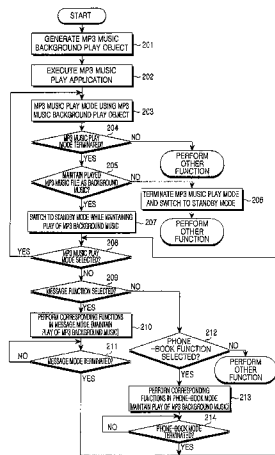 START
GENERATE MP3 MUSIC
BACKGROUND PLAY OBJECT
201
EXECUTE MP3 MUSIC
PLAY APPLICATION
202
MP3 MUSIC PLAY MODE USING MP3
MUSIC BACKGROUND PLAY OBJECT
203
204
MP3 MUSIC PLAY
MODE TERMINATED?
NO
YES
PERFORM
OTHER
FUNCTION
205
MAINTAIN PLAYED
MP3 MUSIC FILE AS BACKGROUND
MUSIC?
NO
YES
TERMINATE MP3 MUSIC PLAY MODE
AND SWITCH TO STANDBY MODE
206
SWITCH TO STANDBY MODE WHILE MAINTAINING
PLAY OF MP3 BACKGROUND MUSIC
207
PERFORM
OTHER
FUNCTION
208
MP3 MUSIC PLAY
MODE SELECTED?
YES
NO
209
MESSAGE FUNCTION SELECTED?
NO
YES
PERFORM CORRESPONDING FUNCTIONS
IN MESSAGE MODE (MAINTAIN
PLAY OF MP3 BACKGROUND MUSIC)
210
212
PHONE
-BOOK FUNCTION
SELECTED?
NO
YES
PERFORM
OTHER
FUNCTION
211
MESSAGE MODE TERMINATED?
NO
YES
PERFORM CORRESPONDING
FUNCTIONS IN PHONE-BOOK MODE
(MAINTAIN PLAY OF MP3 BACKGROUND MUSIC)
213
214
PHONE-BOOK MODE
TERMINATED?
NO
YES